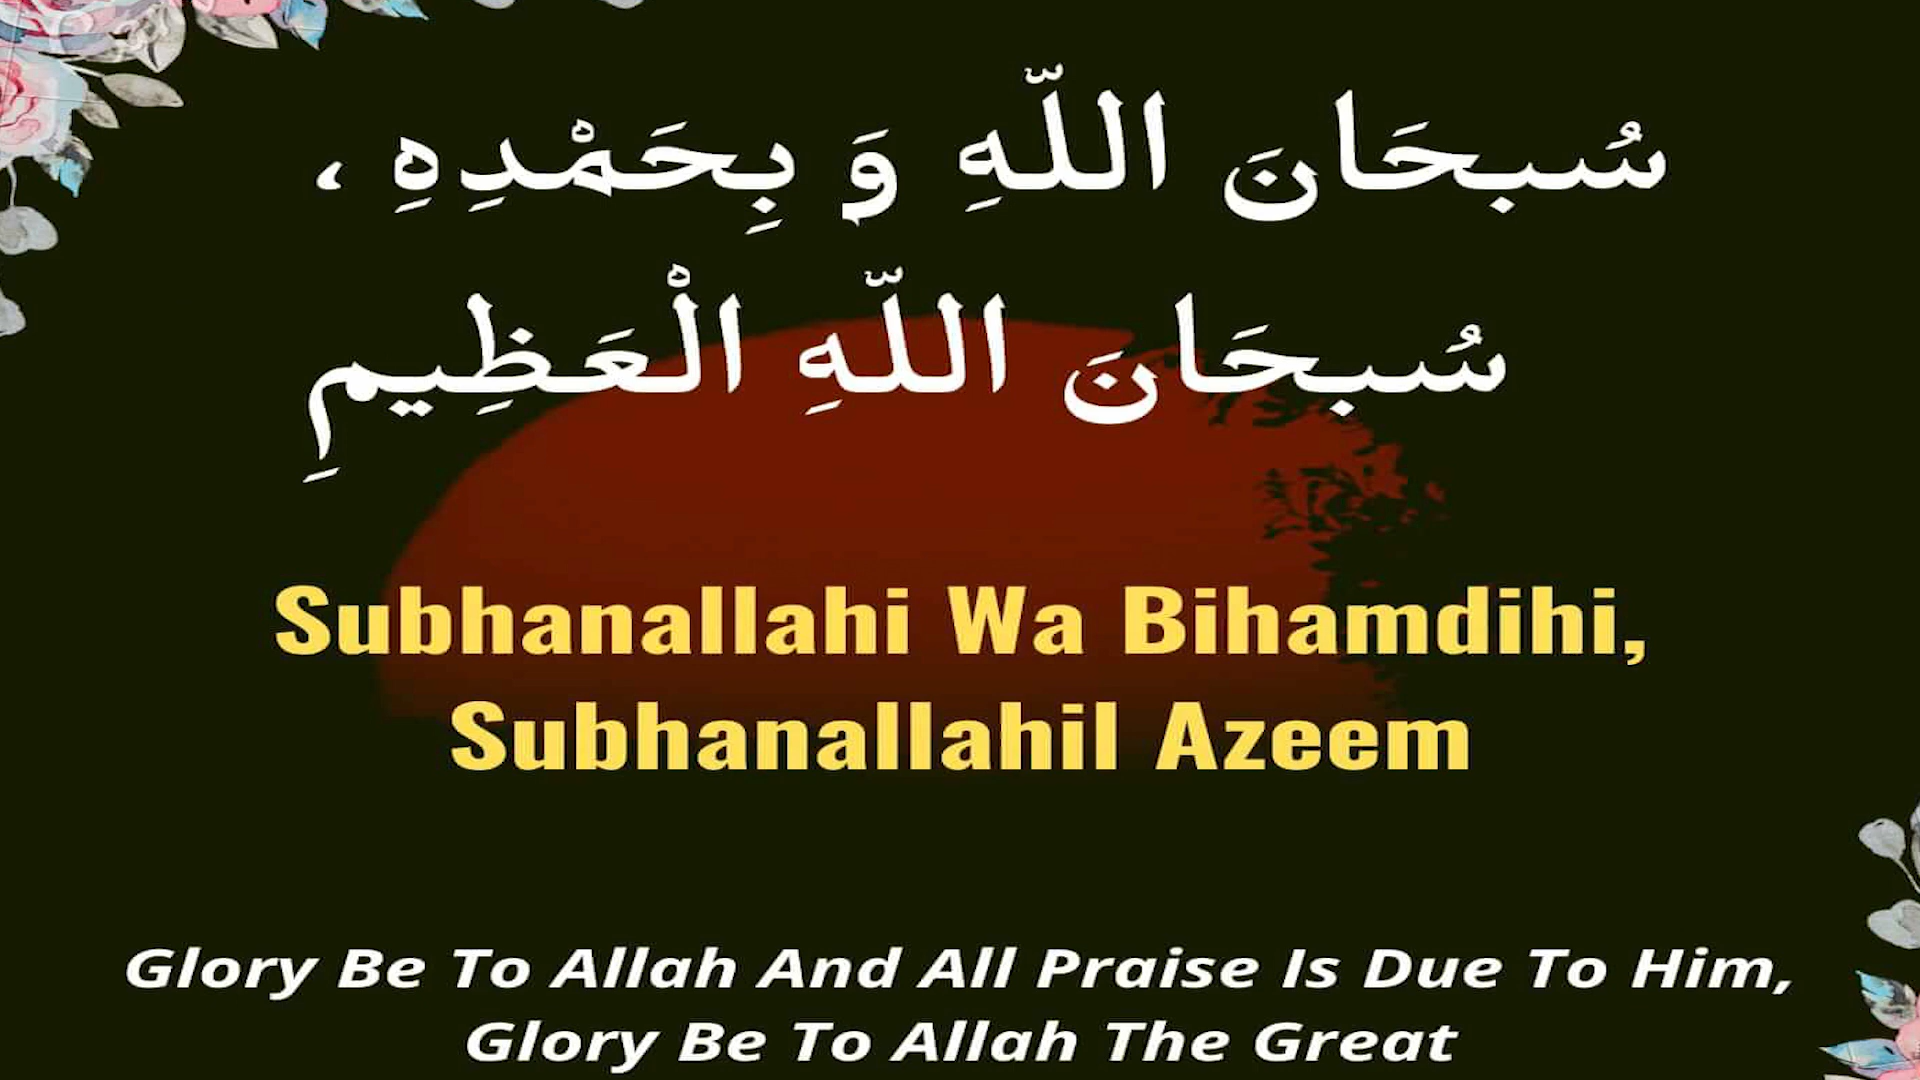 سُبحَانَ اللّهِ وَ بِحَمْدِهِ ،
سُبحَانَ اللّهِ الْعَظِيمِ
Subhanallahi Wa Bihamdihi,
Subhanallahil Azeem
Glory Be To Allah And All Praise Is Due To Him,
Glory Be To Allah The Great